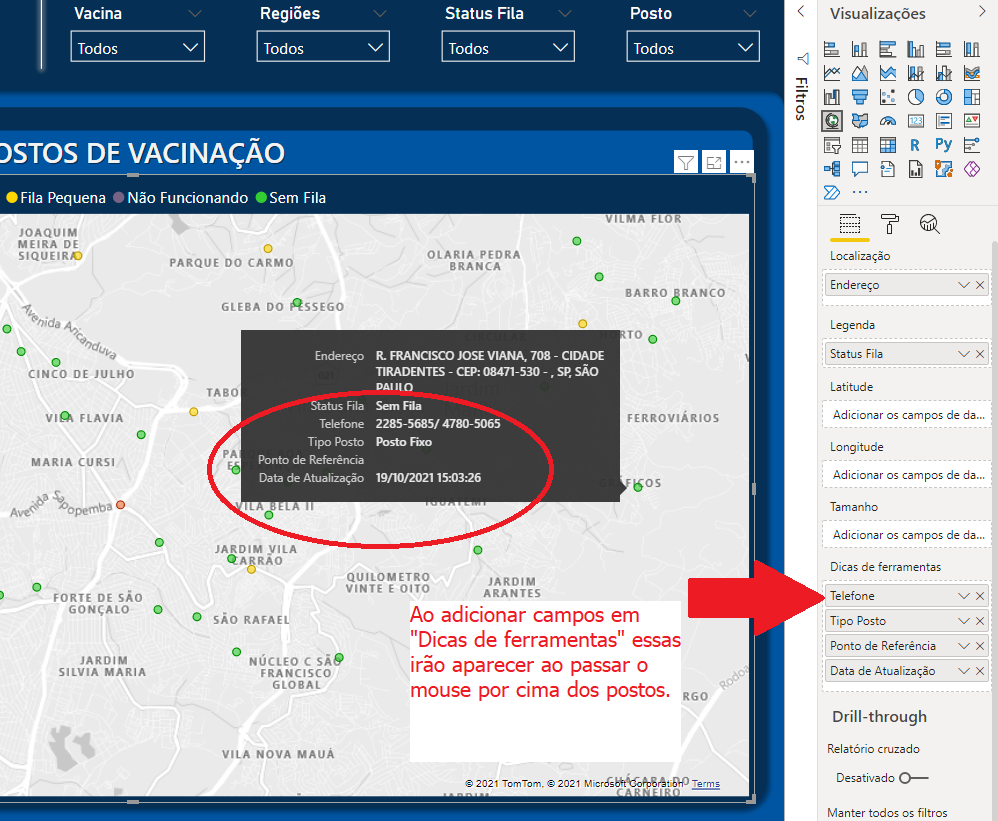 Vacina
Regiões
Status Fila
Posto
Todos
Todos
Todos
Todos
OSTOS DE VACINAÇÃO
Fila Pequena
Não Funcionando
Sem Fila
JOAQUIM
MEIRA DE
SIQUEIRA
PARQUE DO CARMO
VILMA FLOR
OLARIA PEDRA
BRANCA
BARRO BRANCO
GLEBA DO PESSEGO
Avenida Aricanduva
CINCO DE JULHO
TABOR
VILA FLAVIA
FERROVIÁRIOS
MARIA CURSI
Avenida Sapopemba
Endereço R. FRANCISCO JOSE VIANA, 708 - CIDADE
TIRADENTES - CEP: 08471-530 - , SP, SÃO
PAULO
Status Fila Sem Fila
Telefone 2285-5685/ 4780-5065
Tipo Posto Posto Fixo
Ponto de Referência
Data de Atualização 19/10/2021 15:03:26
GRÁFICOS
VILA BELA II
IGUATEMI
JARDIM VILA
CARRÃO
QUILOMETRO
VINTE E OITO
JARDIM
ARANTES
FORTE DE SÃO
GONÇALO
SÃO RAFAEL
JARDIM
SILVIA MARIA
NÚCLEO C SÃO
FRANCISCO
GLOBAL
Ao adicionar campos em
"Dicas de ferramentas" essas
irão aparecer ao passar o
mouse por cima dos postos.
VILA NOVA MAUÁ
CHÁCARA DO
CARNEIRO
© 2021 TomTom, © 2021 Microsoft Corporation Terms
Filtros
Visualizações
123
R
Py
Localização
Endereço
Legenda
Status Fila
Latitude
Adicionar os campos de da...
Longitude
Adicionar os campos de da...
Tamanho
Adicionar os campos de da...
Dicas de ferramentas
Telefone
Tipo Posto
Ponto de Referência
Data de Atualização
Drill-through
Relatório cruzado
Desativado
Manter todos os filtros